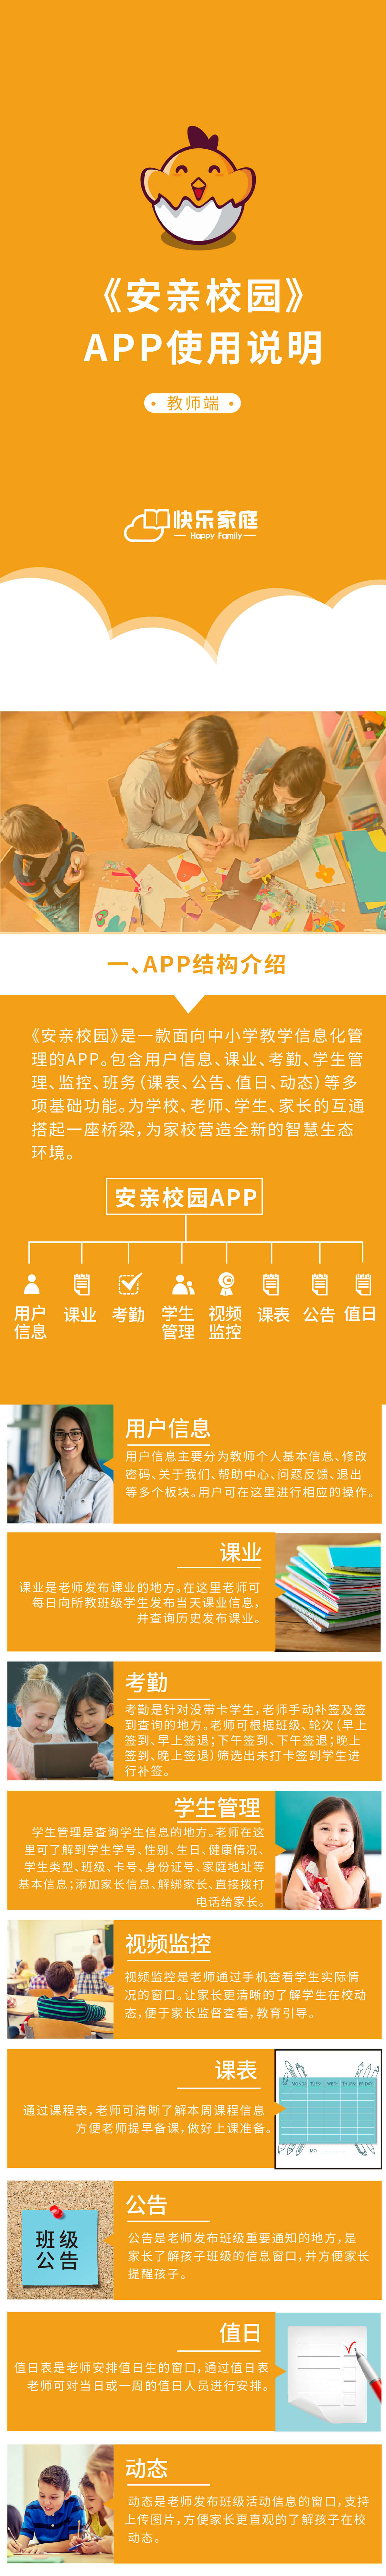 《安亲校园》
APP使用说明
教师端
快乐家庭
Happy Family
一、APP结构介绍
《安亲校园》是一款面向中小学教学信息化管
理的APP。包含用户信息、课业、考勤、学生管
理、监控、班务（课表、公告、值日、动态）等多
项基础功能。为学校、老师、学生、家长的互通
搭起一座桥梁，为家校营造全新的智慧生态
环境。
安亲校园APP
用户
信息
课业
考勤
学生
管理
视频
监控
课表
公告
值日
用户信息
用户信息主要分为教师个人基本信息、修改
密码、关于我们、帮助中心、问题反馈、退出
等多个板块。用户可在这里进行相应的操作。
课业
课业是老师发布课业的地方。在这里老师可
每日向所教班级学生发布当天课业信息，
并查询历史发布课业。
考勤
考勤是针对没带卡学生，老师手动补签及签
到查询的地方。老师可根据班级、轮次（早上
签到、早上签退；下午签到、下午签退；晚上
签到、晚上签退）筛选出未打卡签到学生进
行补签。
学生管理
学生管理是查询学生信息的地方。老师在这
里可了解到学生学号、性别、生日、健康情况、
学生类型、班级、卡号、身份证号、家庭地址等
基本信息；添加家长信息、解绑家长、直接拨打
电话给家长。
视频监控
视频监控是老师通过手机查看学生实际情
况的窗口。让家长更清晰的了解学生在校动
态，便于家长监督查看，教育引导。
课表
通过课程表，老师可清晰了解本周课程信息
方便老师提早备课，做好上课准备。
公告
公告是老师发布班级重要通知的地方，是
家长了解孩子班级的信息窗口，并方便家长
提醒孩子。
班级
公告
值日
值日表是老师安排值日生的窗口，通过值日表
老师可对当日或一周的值日人员进行安排。
动态
动态是老师发布班级活动信息的窗口，支持
上传图片，方便家长更直观的了解孩子在校
动态。